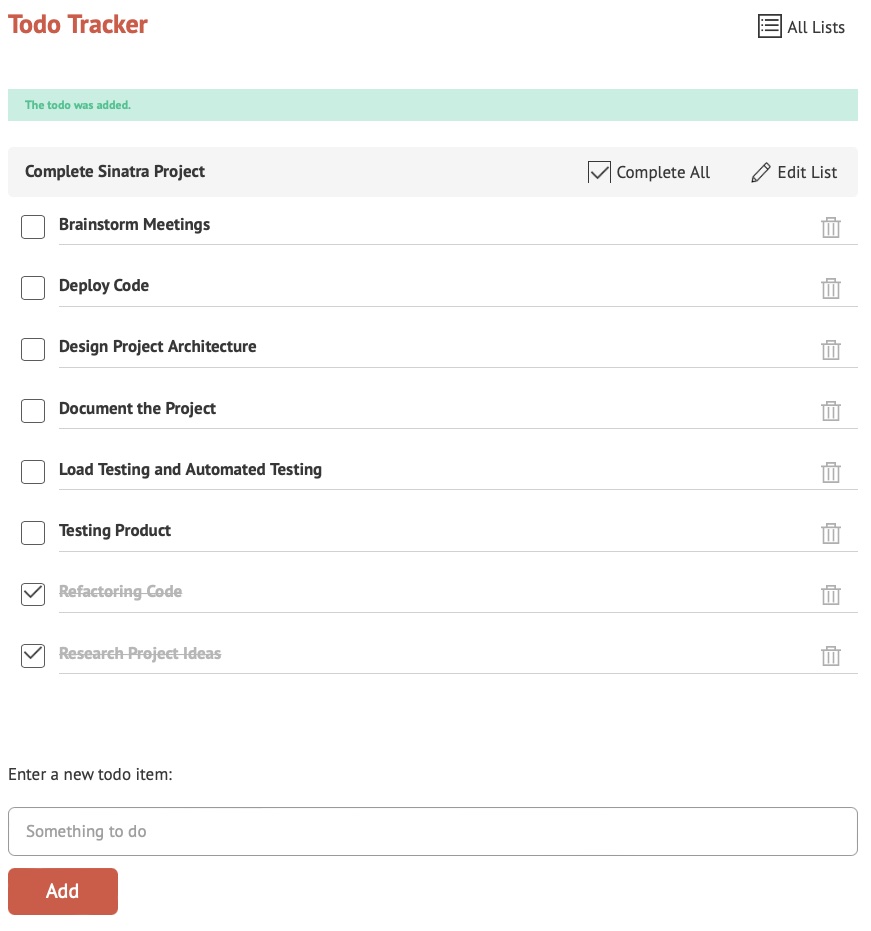 Todo Tracker
All Lists
The todo was added.
Complete Sinatra Project
Complete All
Edit List
Brainstorm Meetings
Deploy Code
Design Project Architecture
Document the Project
Load Testing and Automated Testing
Testing Product
Refactoring Code
Research Project Ideas
Enter a new todo item:
Something to do
Add